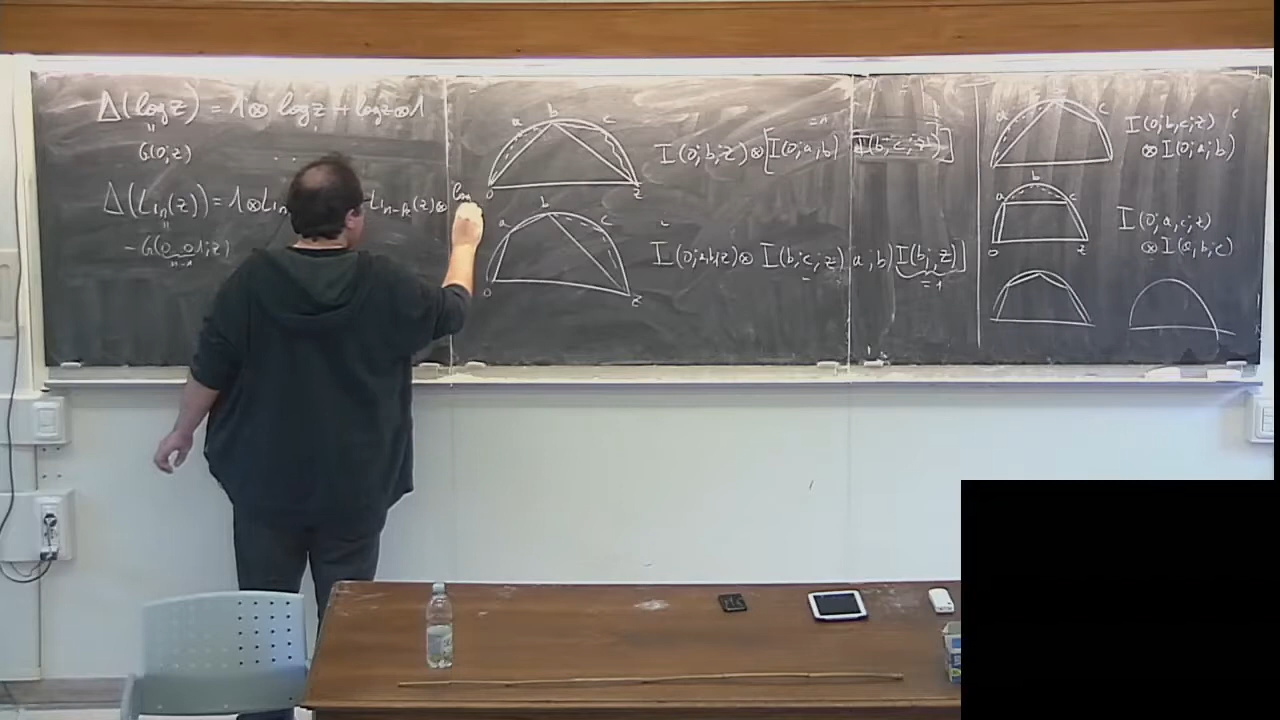 Δ(log z) = 1 ⊗ log z + log z ⊗ 1
G(0; z)
Δ(Li_n(z)) = 1 ⊗ Li_n Li_{n-k}(z) ⊗
- G(0...01; z)
n-1
a b c
0 z
I(0; b; z) ⊗ [I(0; a; b)
a b c
0 z
I(0; a, b; z) ⊗ I(b; c; z)
I(b; c; z)]
I(b; z)]
= 1
a b c
I(0; b, c; z)
⊗ I(0; a; b)
a b c
0 z
I(0; a, c; z)
⊗ I(a; b; c)